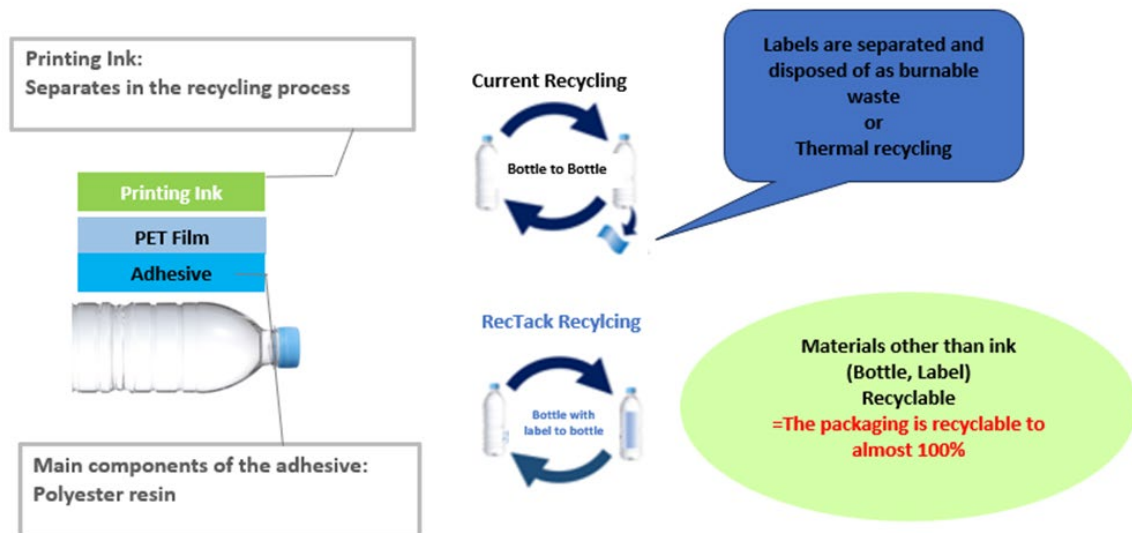 Printing Ink:
Separates in the recycling process
Printing Ink
PET Film
Adhesive
Main components of the adhesive:
Polyester resin
Current Recycling
Bottle to Bottle
Labels are separated and
disposed of as burnable
waste
or
Thermal recycling
RecTack Recylcing
Bottle with
label to bottle
Materials other than ink
(Bottle, Label)
Recyclable
=The packaging is recyclable to
almost 100%